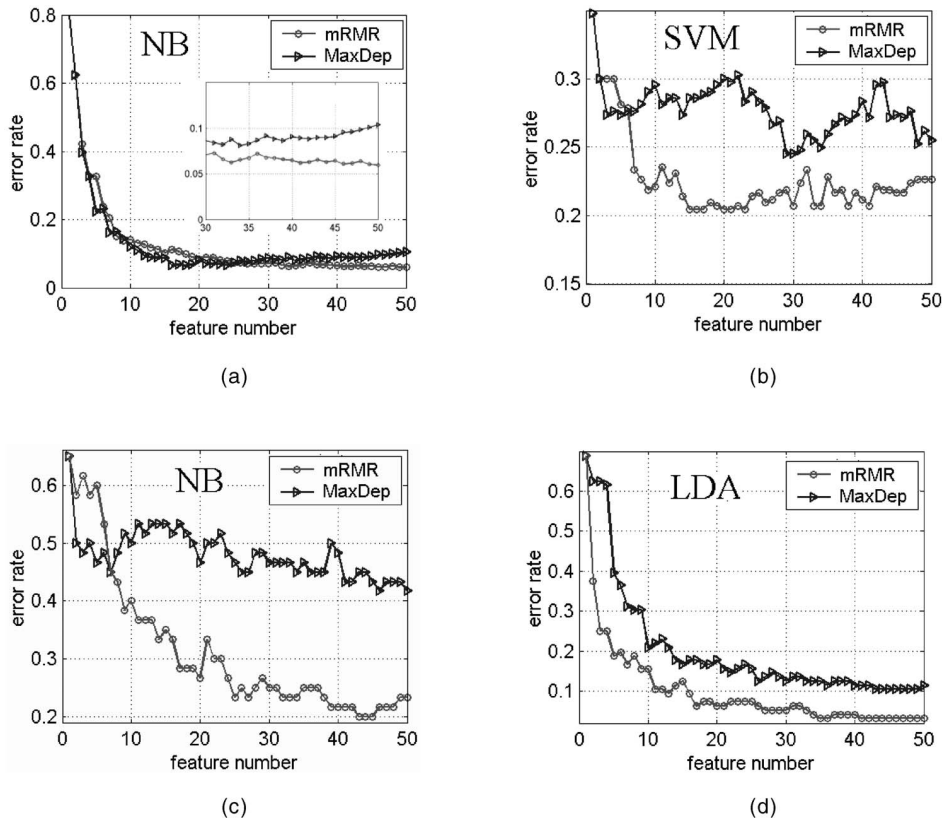 NB
mRMR
MaxDep
error rate
0.8
0.6
0.4
0.2
0
0.1
0.05
0
30 35 40 45 50
0 10 20 30 40 50
feature number
(a)
SVM
mRMR
MaxDep
error rate
0.3
0.25
0.2
0.15
0 10 20 30 40 50
feature number
(b)
NB
mRMR
MaxDep
error rate
0.6
0.5
0.4
0.3
0.2
0 10 20 30 40 50
feature number
(c)
LDA
mRMR
MaxDep
error rate
0.6
0.5
0.4
0.3
0.2
0.1
0 10 20 30 40 50
feature number
(d)